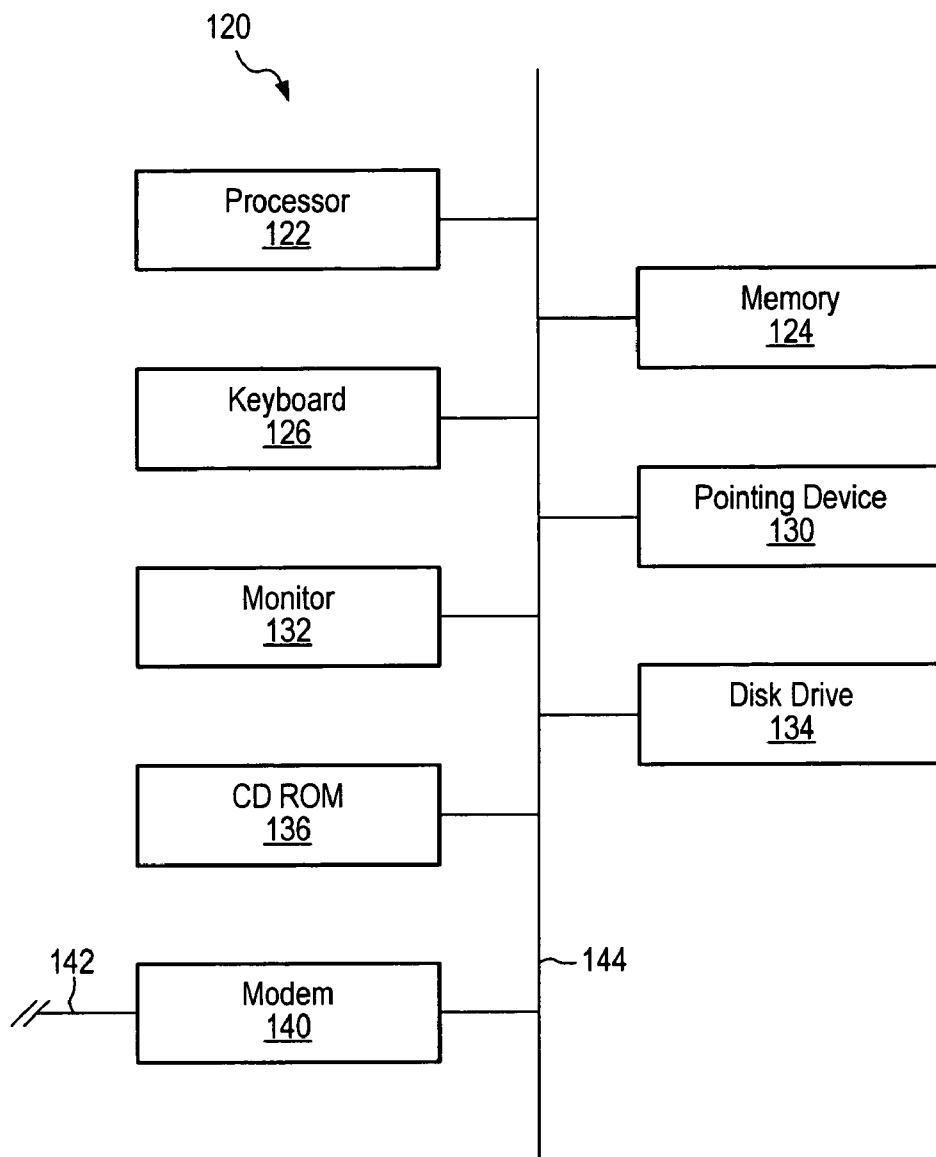 120
Processor
122
Memory
124
Keyboard
126
Pointing Device
130
Monitor
132
Disk Drive
134
CD ROM
136
142
Modem
140
144